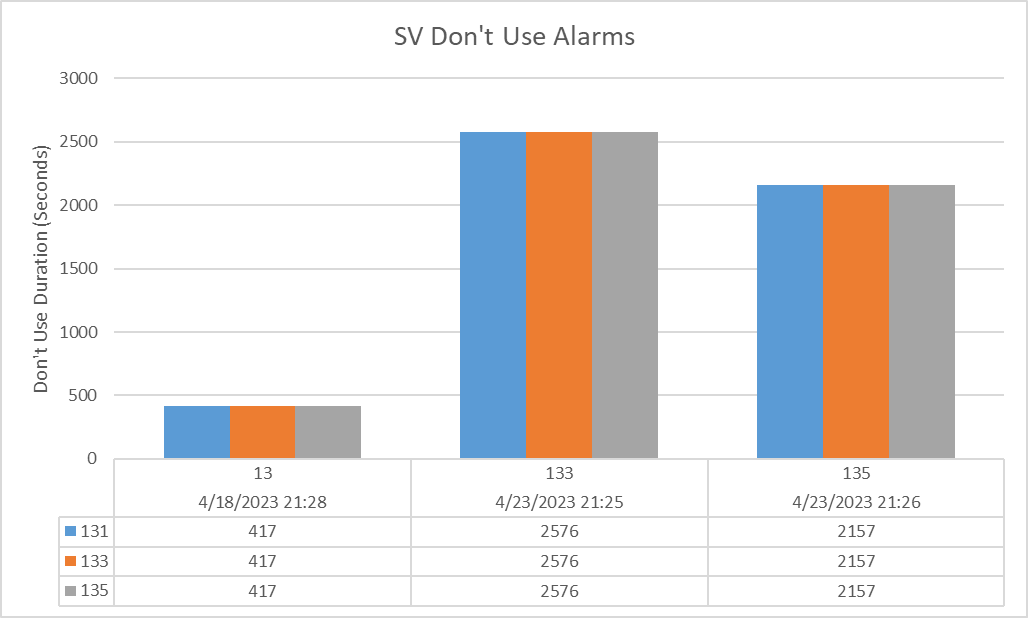 SV Don't Use Alarms
Don't Use Duration (Seconds)
3000
2500
2000
1500
1000
500
0
13 133 135
4/18/2023 21:28 4/23/2023 21:25 4/23/2023 21:26
131 417 2576 2157
133 417 2576 2157
135 417 2576 2157